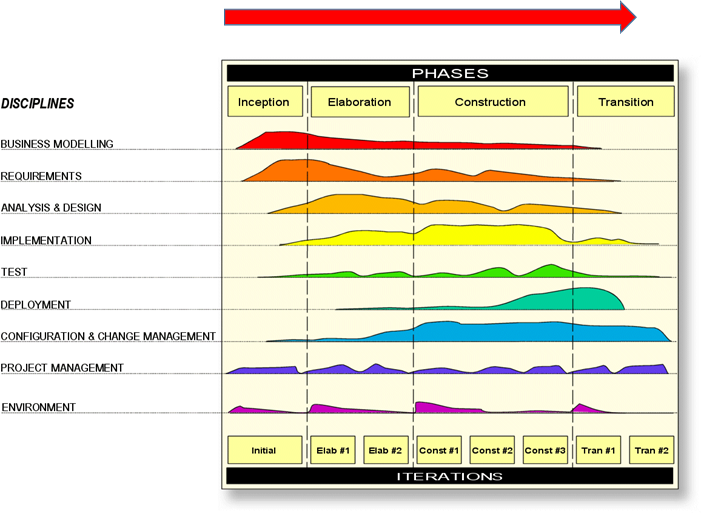 PHASES
DISCIPLINES
Inception Elaboration Construction Transition
BUSINESS MODELLING
REQUIREMENTS
ANALYSIS & DESIGN
IMPLEMENTATION
TEST
DEPLOYMENT
CONFIGURATION & CHANGE MANAGEMENT
PROJECT MANAGEMENT
ENVIRONMENT
Initial Elab #1 Elab #2 Const #1 Const #2 Const #3 Tran #1 Tran #2
ITERATIONS